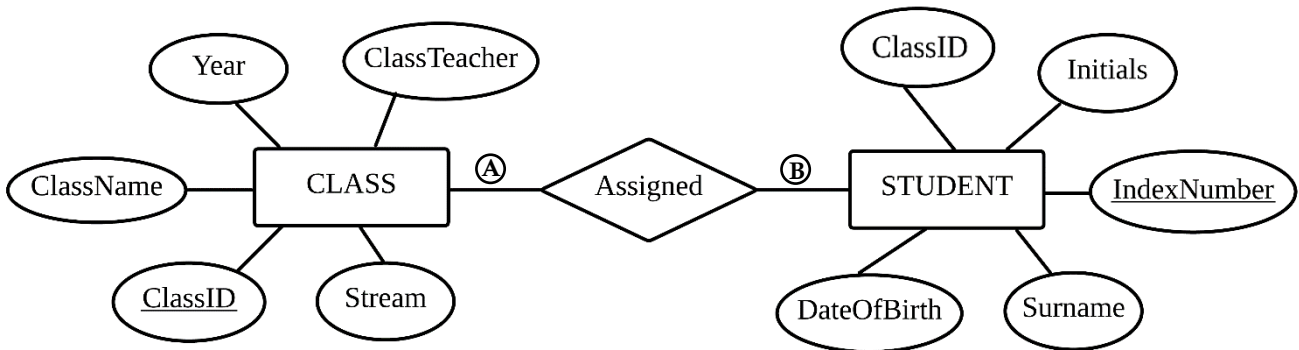 Year
ClassTeacher
ClassID
Initials
ClassName
CLASS
A
Assigned
B
STUDENT
IndexNumber
ClassID
Stream
DateOfBirth
Surname